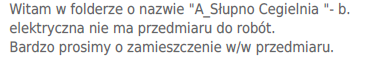 Witam w folderze o nazwie "A_Słupno Cegielnia "- b.
elektryczna nie ma przedmiaru do robót.
Bardzo prosimy o zamieszczenie w/w przedmiaru.